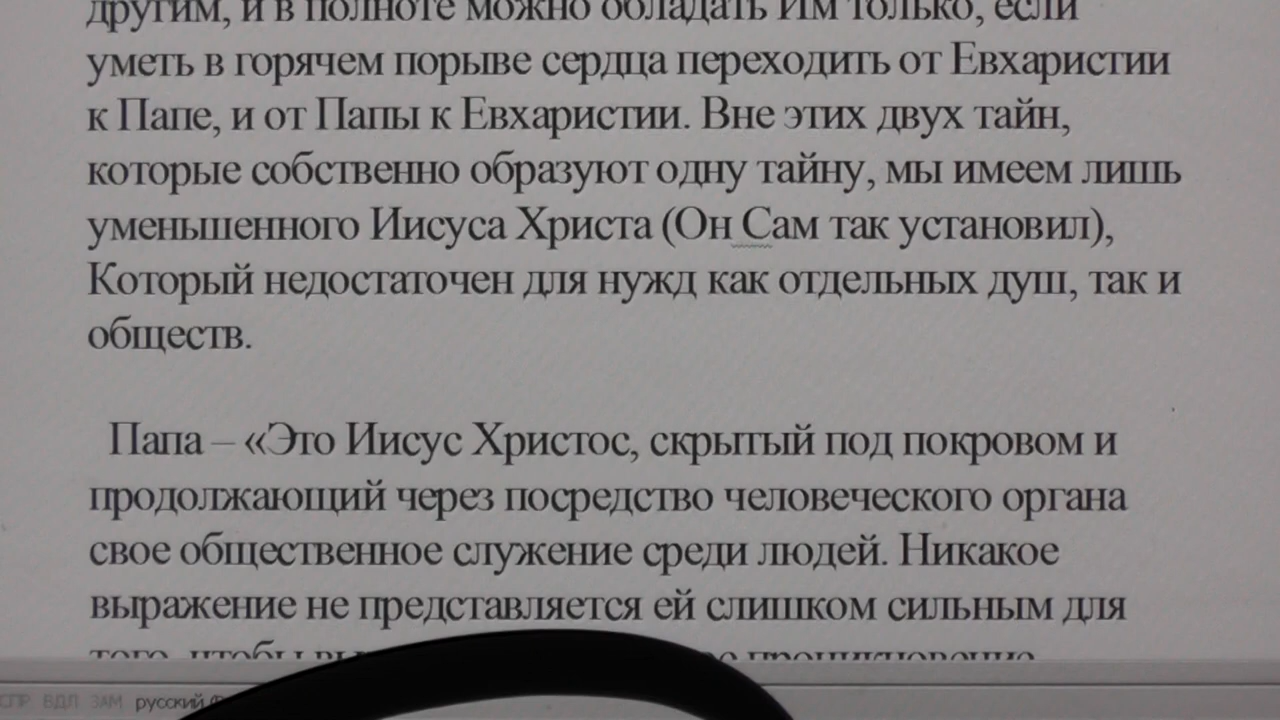 другим, и в полноте можно обладать Им только, если
уметь в горячем порыве сердца переходить от Евхаристии
к Папе, и от Папы к Евхаристии. Вне этих двух тайн,
которые собственно образуют одну тайну, мы имеем лишь
уменьшенного Иисуса Христа (Он Сам так установил),
Который недостаточен для нужд как отдельных душ, так и
обществ.
Папа – «Это Иисус Христос, скрытый под покровом и
продолжающий через посредство человеческого органа
свое общественное служение среди людей. Никакое
выражение не представляется ей слишком сильным для
того, чтобы проникновение
ВДЛ ЗАМ русский